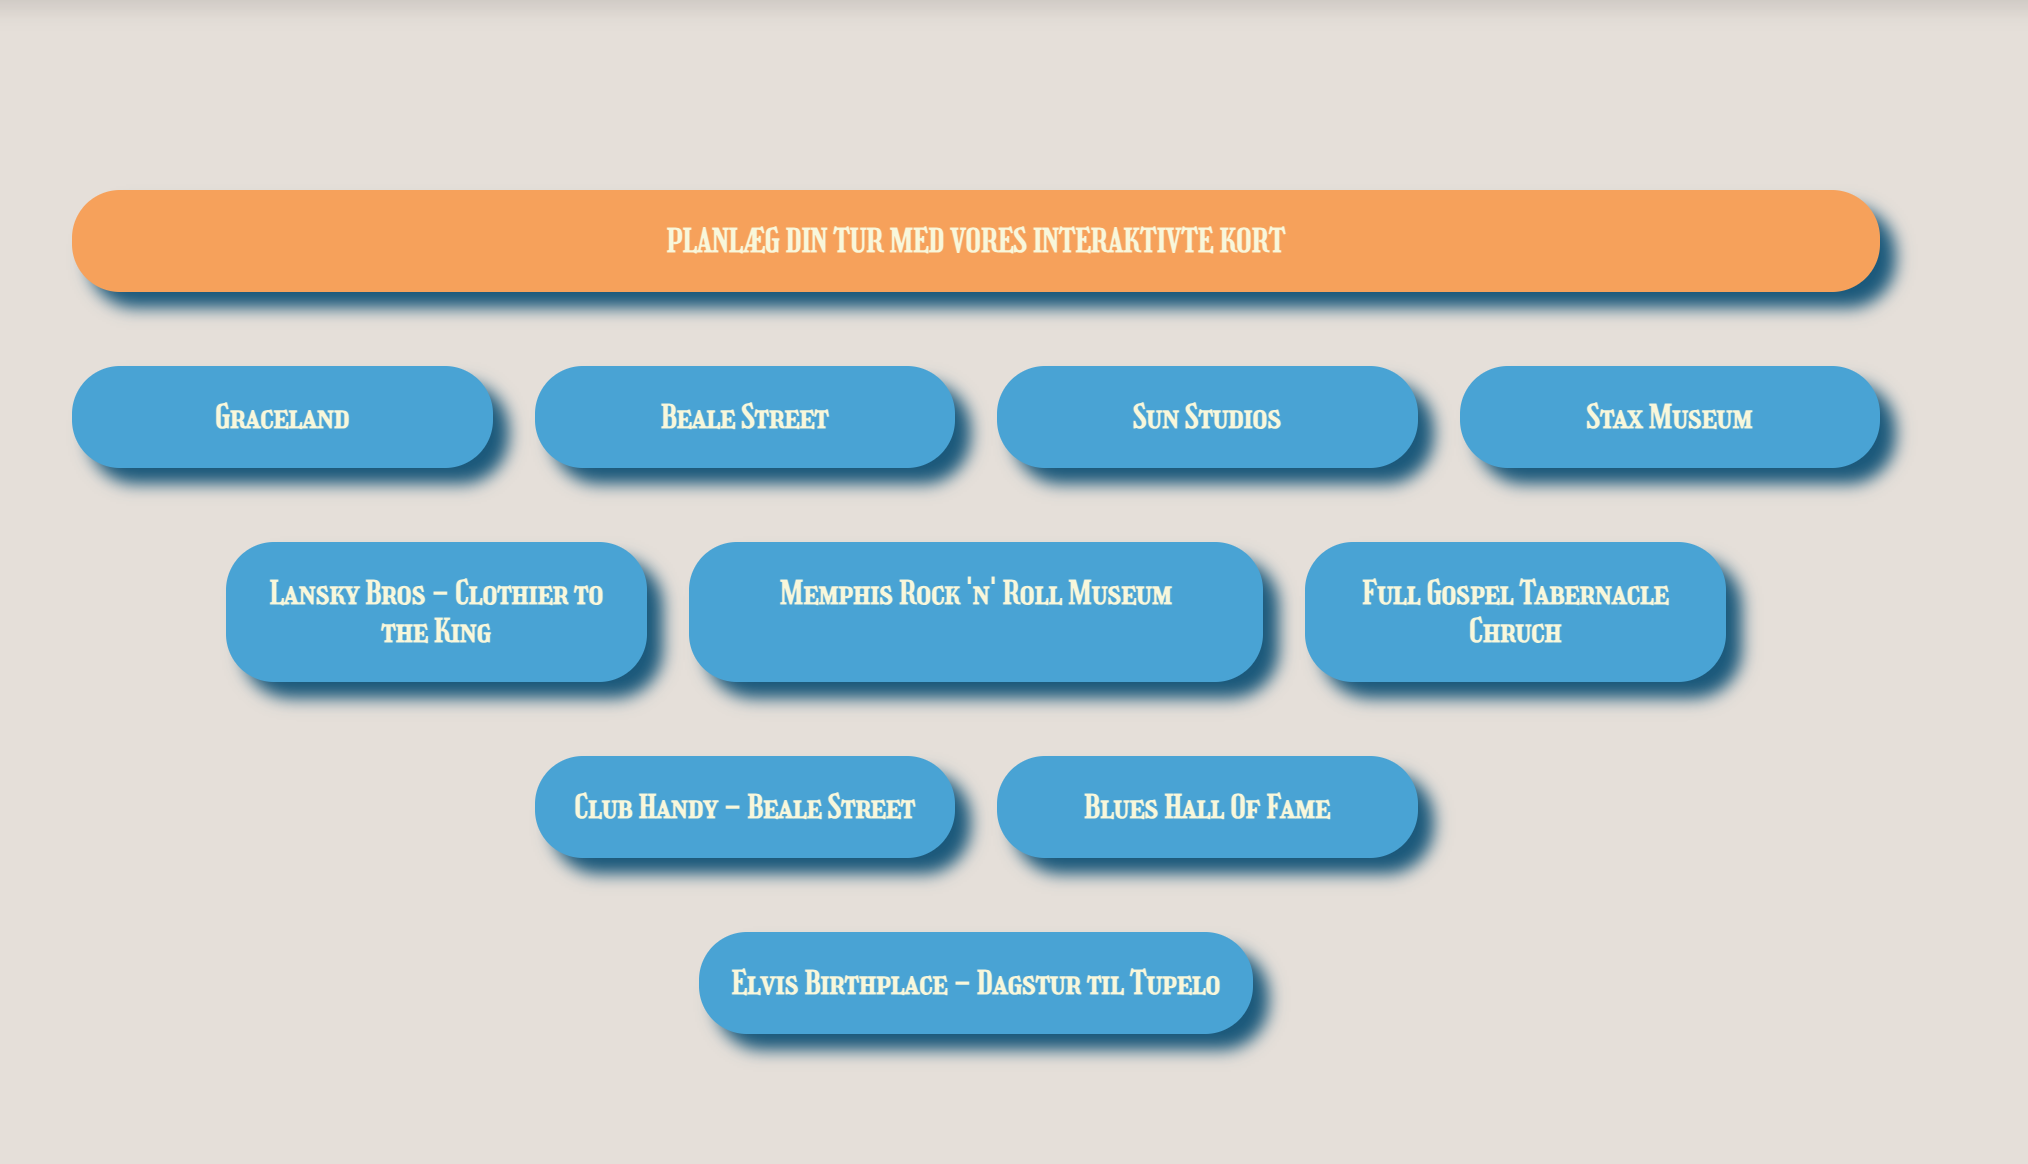 PLANLÆG DIN TUR MED VORES INTERAKTIVTE KORT
Graceland
Beale Street
Sun Studios
Stax Museum
Lansky Bros – Clothier to
the King
Memphis Rock 'n' Roll Museum
Full Gospel Tabernacle
Chruch
Club Handy – Beale Street
Blues Hall Of Fame
Elvis Birthplace – Dagstur til Tupelo